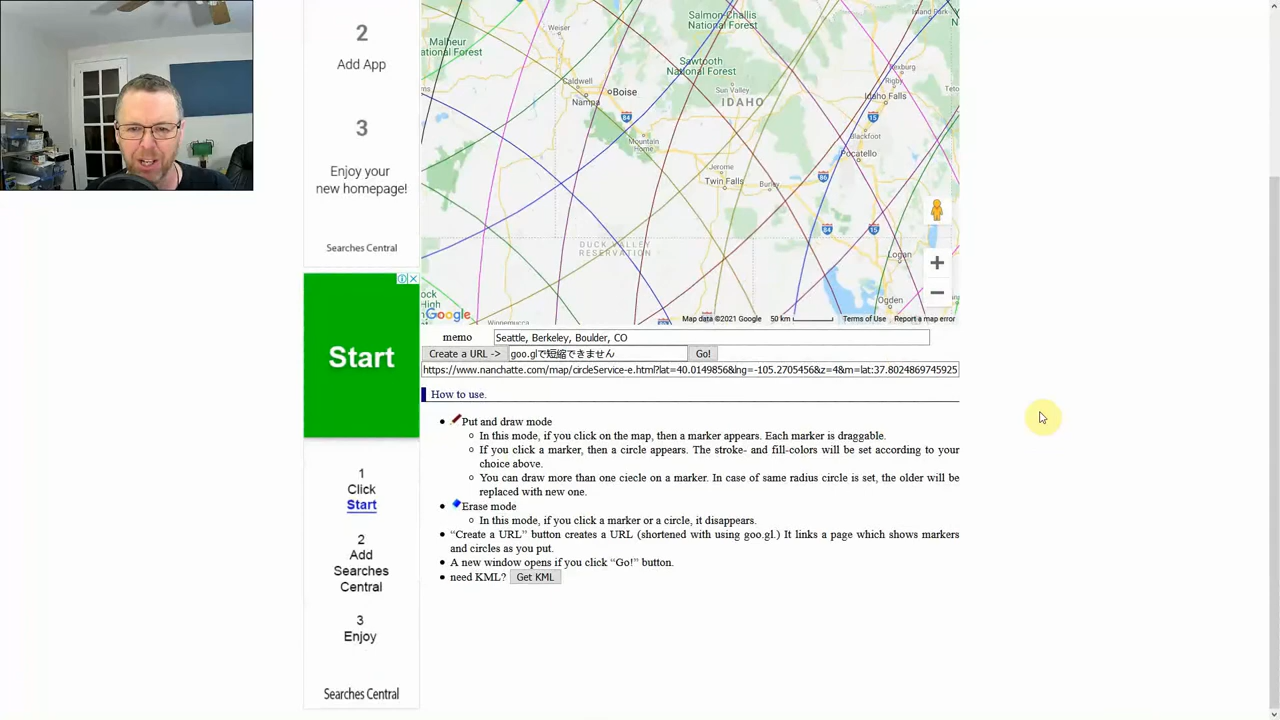 2
Add App
3
Enjoy your
new homepage!
Searches Central
Start
1
Click
Start
2
Add
Searches
Central
3
Enjoy
Searches Central
Salmon-Challis
National Forest
Island Park
Weiser
Malheur
National Forest
Sawtooth
National Forest
Rexburg
Rigby
Caldwell
Boise
Sun Valley
Nampa
IDAHO
Idaho Falls
84
15
Mountain
Home
Blackfoot
Pocatello
Jerome
Twin Falls
Burley
86
84
15
DUCK VALLEY
RESERVATION
Logan
Ogden
Winnemucca
Google
Map data ©2021 Google
50 km
Terms of Use
Report a map error
memo
Seattle, Berkeley, Boulder, CO
Create a URL ->
goo.glで短縮できません
Go!
https://www.nanchatte.com/map/circleService-e.html?lat=40.0149856&lng=-105.2705456&z=4&m=lat:37.8024869745925
How to use.
Put and draw mode
In this mode, if you click on the map, then a marker appears. Each marker is draggable.
If you click a marker, then a circle appears. The stroke- and fill-colors will be set according to your
choice above.
You can draw more than one ciecle on a marker. In case of same radius circle is set, the older will be
replaced with new one.
Erase mode
In this mode, if you click a marker or a circle, it disappears.
“Create a URL” button creates a URL (shortened with using goo.gl.) It links a page which shows markers
and circles as you put.
A new window opens if you click “Go!” button.
need KML? Get KML